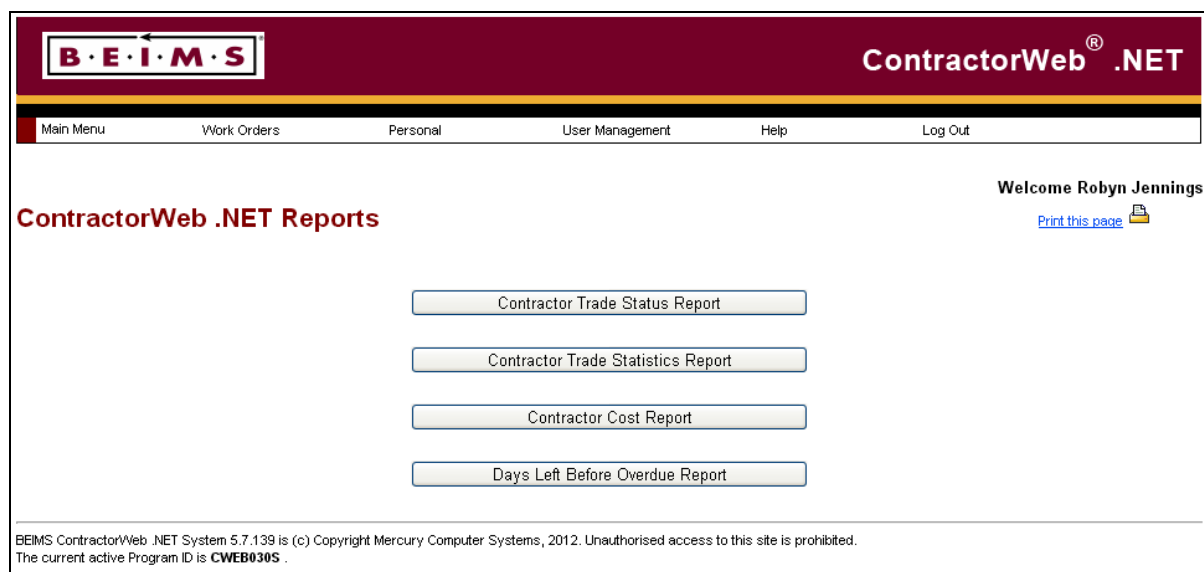 B·E·I·M·S®
ContractorWeb® .NET
Main Menu Work Orders Personal User Management Help Log Out
Welcome Robyn Jennings
ContractorWeb .NET Reports
Print this page
Contractor Trade Status Report
Contractor Trade Statistics Report
Contractor Cost Report
Days Left Before Overdue Report
BEIMS ContractorWeb .NET System 5.7.139 is (c) Copyright Mercury Computer Systems, 2012. Unauthorised access to this site is prohibited.
The current active Program ID is CWEB030S .